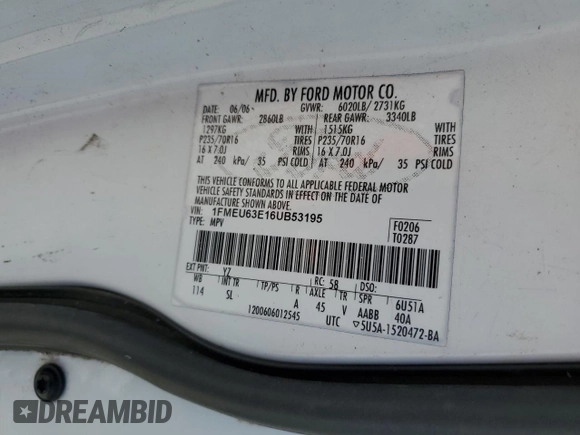 MFD. BY FORD MOTOR CO.
DATE: 06/06 GVWR: 6020LB/ 2731KG
FRONT GAWR: 2860LB REAR GAWR: 3340LB
1297KG WITH 1515KG WITH
P235/70R16 TIRES P235/70R16 TIRES
16 X 7.0J RIMS 16 X 7.0J RIMS
AT 240 kPa/ 35 PSI COLD AT 240 kPa/ 35 PSI COLD
THIS VEHICLE CONFORMS TO ALL APPLICABLE FEDERAL MOTOR
VEHICLE SAFETY STANDARDS IN EFFECT ON THE DATE OF
MANUFACTURE SHOWN ABOVE.
VIN: 1FMEU63E16UB53195 F0206
TYPE: MPV T0287
EXT PNT: YZ RC: 58 DSO:
WB INT TR TP/PS R AXLE TR SPR 6U51A
114 SL A 45 V AABB 40A
1200606012545 UTC 5U5A-1520472-BA
DREAMBID